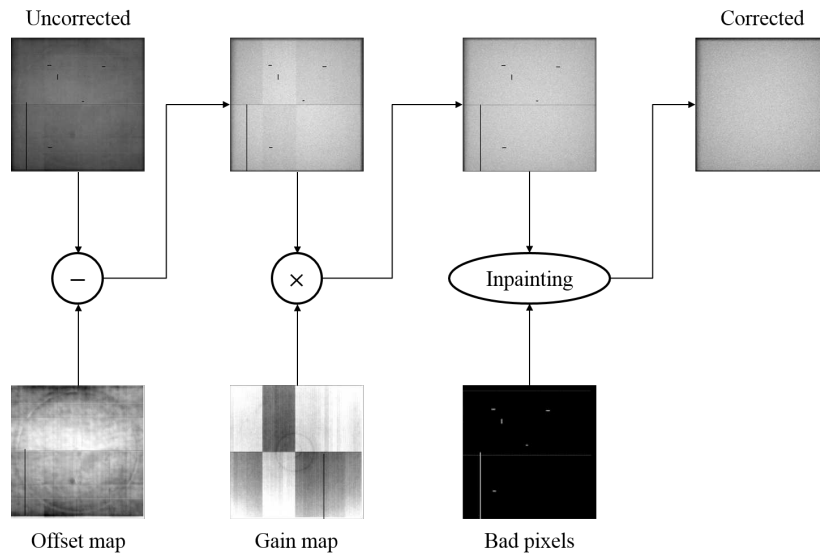 Uncorrected
Corrected
−
×
Inpainting
Offset map
Gain map
Bad pixels